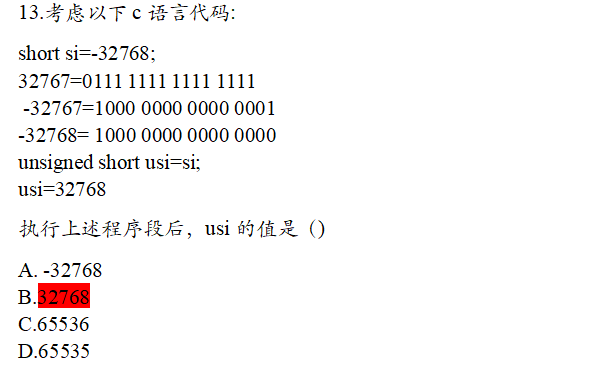 13.考虑以下 c 语言代码:
short si=-32768;
32767=0111 1111 1111 1111
-32767=1000 0000 0000 0001
-32768= 1000 0000 0000 0000
unsigned short usi=si;
usi=32768
执行上述程序段后，usi 的值是（）
A. -32768
B.32768
C.65536
D.65535